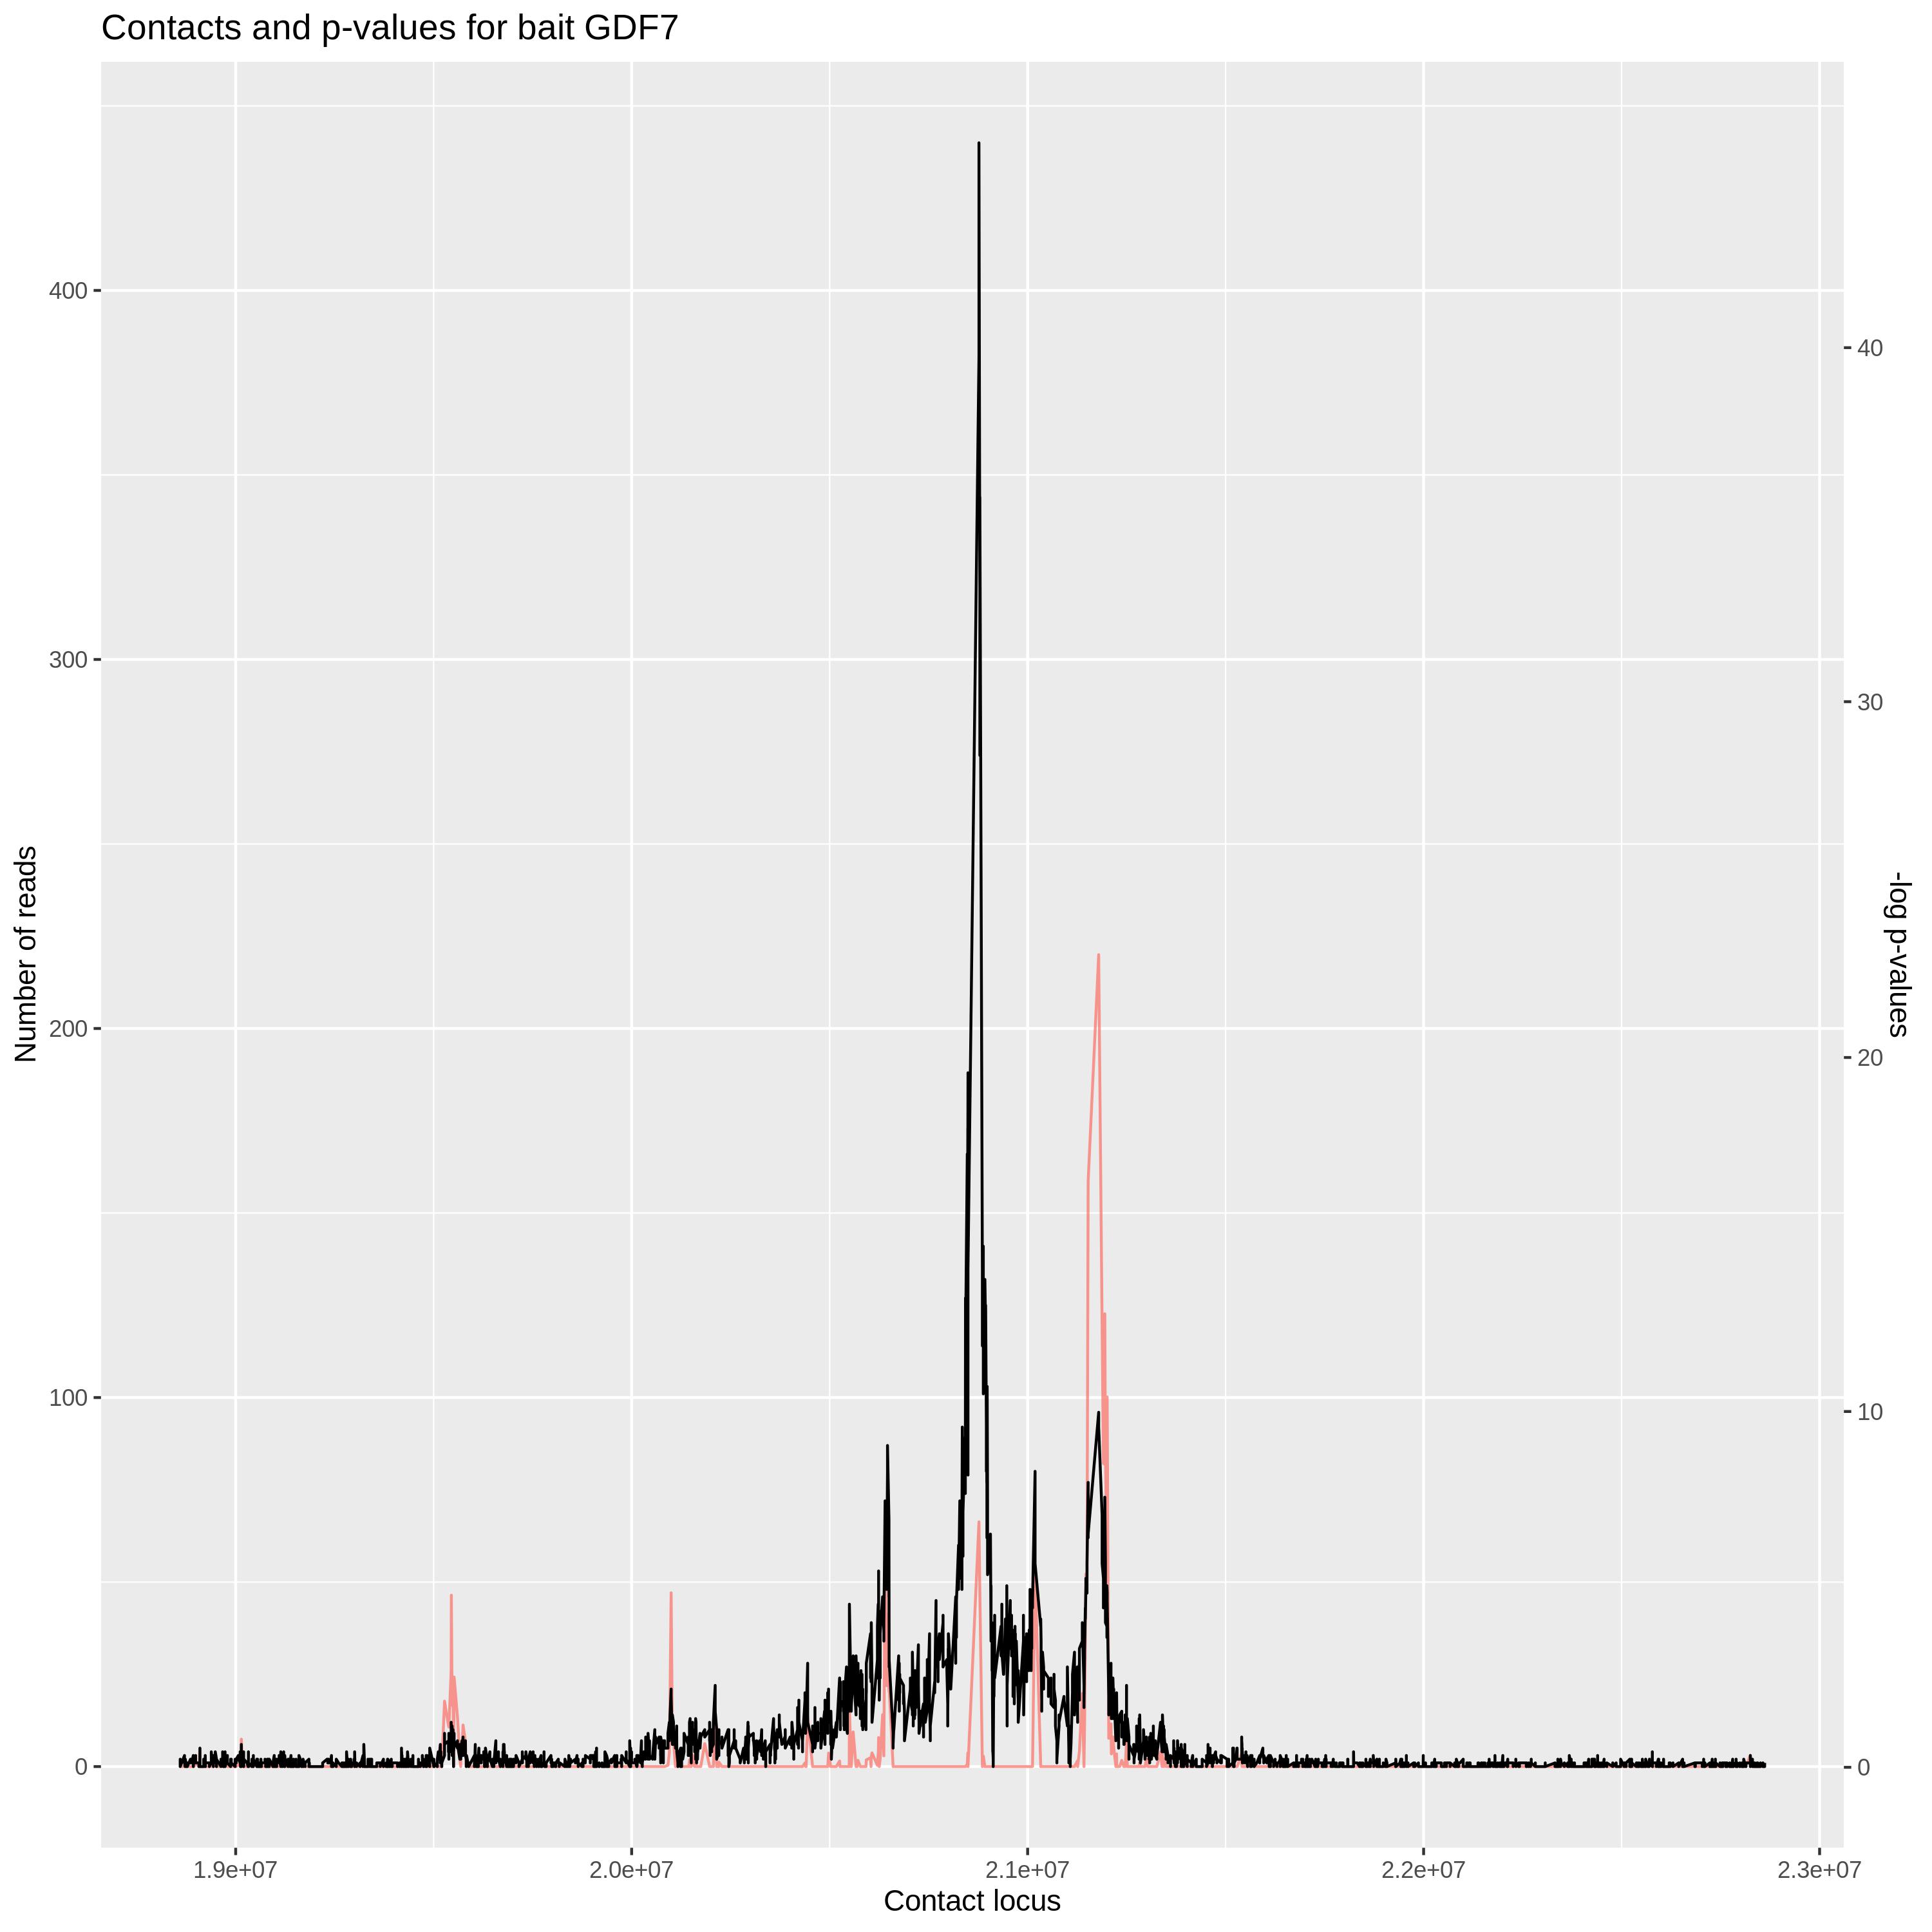 Contacts and p-values for bait GDF7
400
300
200
100
0
Number of reads
40
30
20
10
0
-log p-values
1.9e+07
2.0e+07
2.1e+07
2.2e+07
2.3e+07
Contact locus